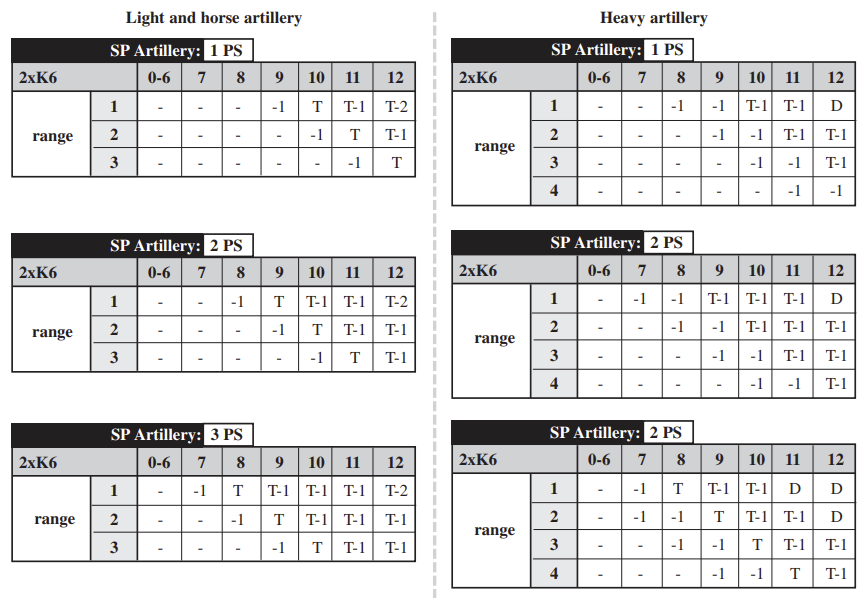 Light and horse artillery
SP Artillery: 1 PS
2xK6 0-6 7 8 9 10 11 12
range
1 - - - -1 T T-1 T-2
2 - - - - -1 T T-1
3 - - - - - -1 T
SP Artillery: 2 PS
2xK6 0-6 7 8 9 10 11 12
range
1 - - -1 T T-1 T-1 T-2
2 - - - -1 T T-1 T-1
3 - - - - -1 T T-1
SP Artillery: 3 PS
2xK6 0-6 7 8 9 10 11 12
range
1 - -1 T T-1 T-1 T-1 T-2
2 - - -1 T T-1 T-1 T-1
3 - - - -1 T T-1 T-1
Heavy artillery
SP Artillery: 1 PS
2xK6 0-6 7 8 9 10 11 12
range
1 - - -1 -1 T-1 T-1 D
2 - - - -1 -1 T-1 T-1
3 - - - - -1 -1 T-1
4 - - - - - -1 -1
SP Artillery: 2 PS
2xK6 0-6 7 8 9 10 11 12
range
1 - -1 -1 T-1 T-1 T-1 D
2 - - -1 -1 T-1 T-1 T-1
3 - - - -1 -1 T-1 T-1
4 - - - - -1 -1 T-1
SP Artillery: 2 PS
2xK6 0-6 7 8 9 10 11 12
range
1 - -1 T T-1 T-1 D D
2 - -1 -1 T T-1 T-1 D
3 - - -1 -1 T T-1 T-1
4 - - - -1 -1 T T-1